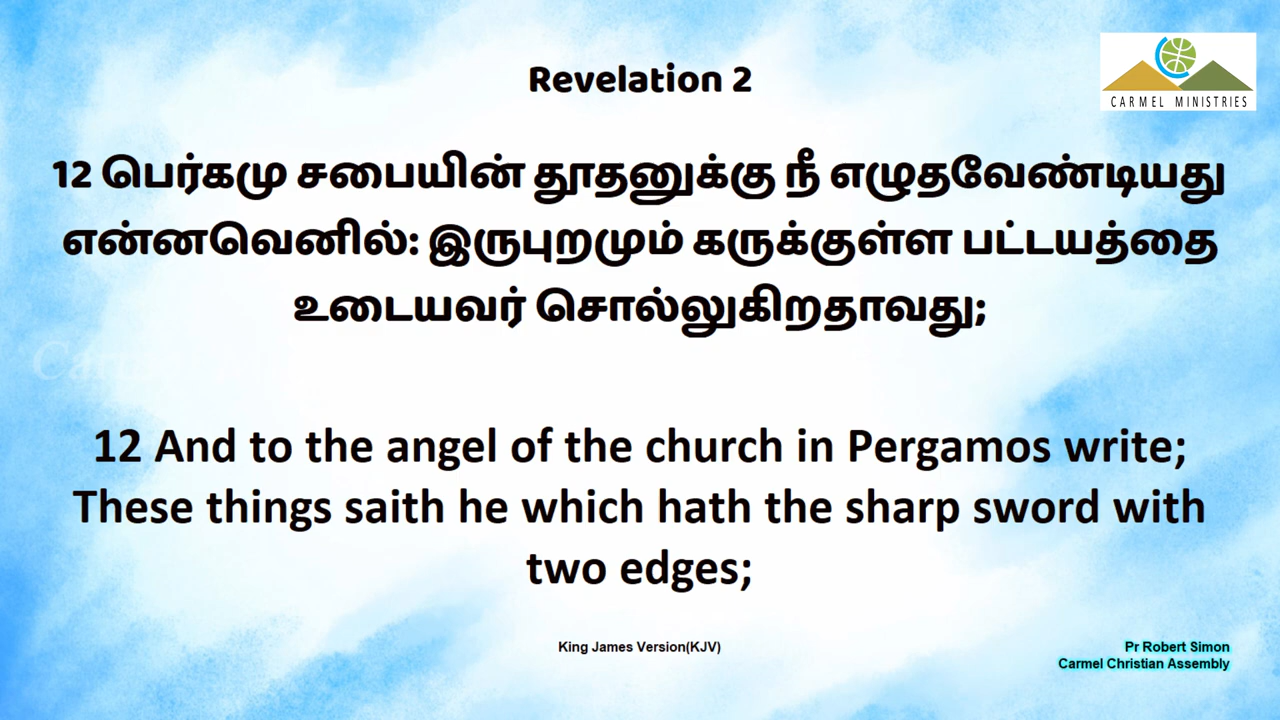 Revelation 2
CARMEL MINISTRIES
12 பெர்கமு சபையின் தூதனுக்கு நீ எழுதவேண்டியது
என்னவெனில்: இருபுறமும் கருக்குள்ள பட்டயத்தை
உடையவர் சொல்லுகிறதாவது;
12 And to the angel of the church in Pergamos write;
These things saith he which hath the sharp sword with
two edges;
King James Version(KJV)
Pr Robert Simon
Carmel Christian Assembly